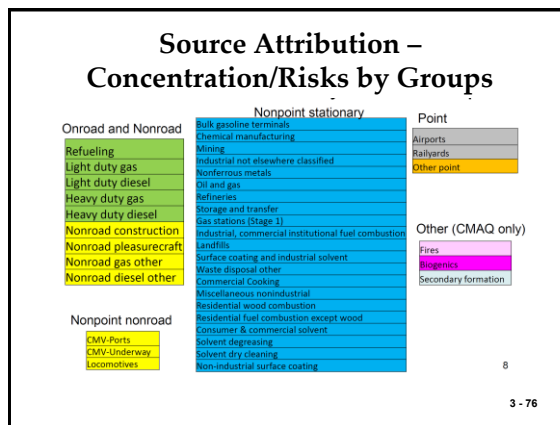 Source Attribution –
Concentration/Risks by Groups
Onroad and Nonroad
Refueling
Light duty gas
Light duty diesel
Heavy duty gas
Heavy duty diesel
Nonroad construction
Nonroad pleasurecraft
Nonroad gas other
Nonroad diesel other
Nonpoint nonroad
CMV-Ports
CMV-Underway
Locomotives
Nonpoint stationary
Bulk gasoline terminals
Chemical manufacturing
Mining
Industrial not elsewhere classified
Nonferrous metals
Oil and gas
Refineries
Storage and transfer
Gas stations (Stage 1)
Industrial, commercial institutional fuel combustion
Landfills
Surface coating and industrial solvent
Waste disposal other
Commercial Cooking
Miscellaneous nonindustrial
Residential wood combustion
Residential fuel combustion except wood
Consumer & commercial solvent
Solvent degreasing
Solvent dry cleaning
Non-industrial surface coating
Point
Airports
Railyards
Other point
Other (CMAQ only)
Fires
Biogenics
Secondary formation
8
3 - 76